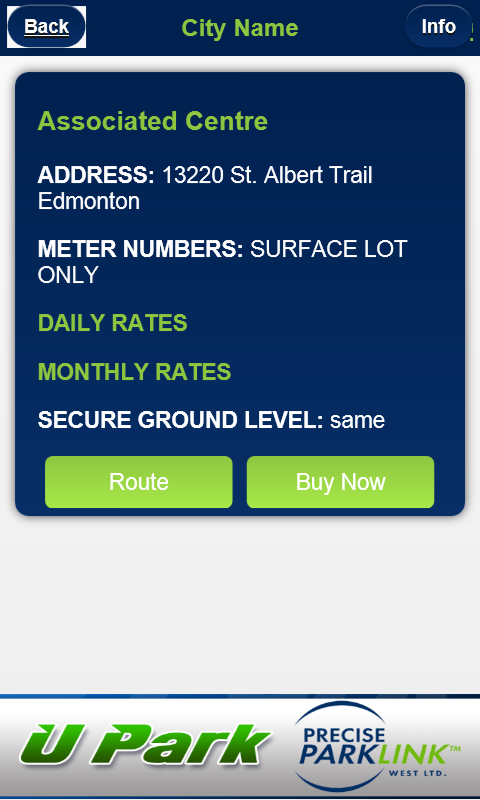 Back
City Name
Info
Associated Centre
ADDRESS: 13220 St. Albert Trail
Edmonton
METER NUMBERS: SURFACE LOT
ONLY
DAILY RATES
MONTHLY RATES
SECURE GROUND LEVEL: same
Route
Buy Now
U Park
PRECISE
PARKLINK™
WEST LTD.